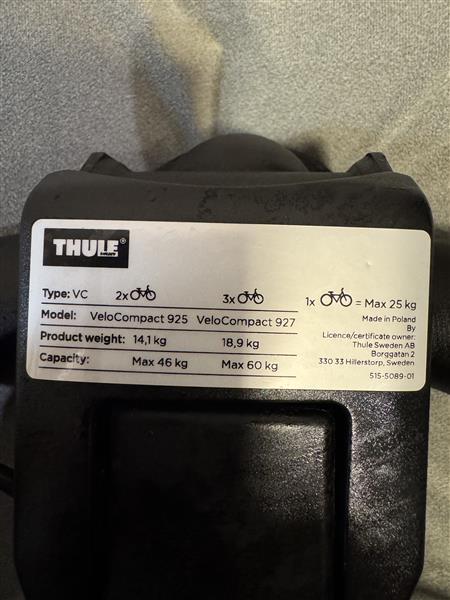 THULE®
SWEDEN
Type: VC 2x 3x 1x = Max 25 kg
Model: VeloCompact 925 VeloCompact 927
Product weight: 14,1 kg 18,9 kg
Capacity: Max 46 kg Max 60 kg
Made in Poland
By
Licence/certificate owner:
Thule Sweden AB
Borggatan 2
330 33 Hillerstorp, Sweden
515-5089-01